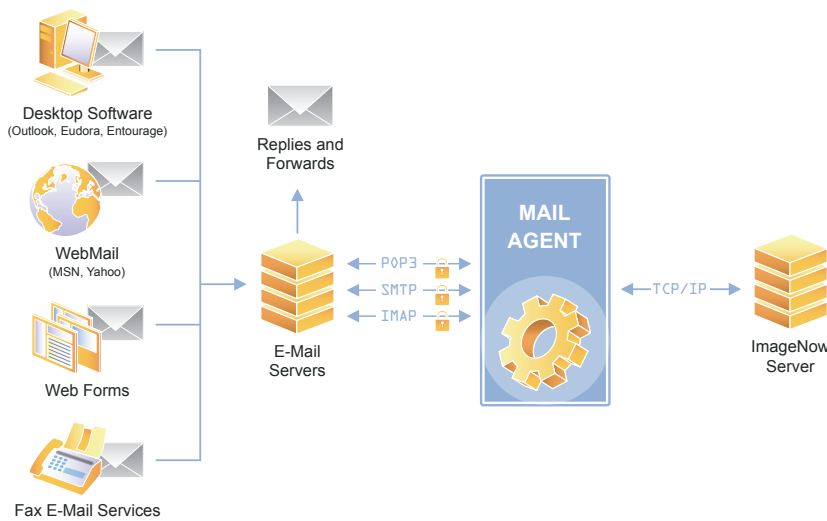 Desktop Software
(Outlook, Eudora, Entourage)
WebMail
(MSN, Yahoo)
Web Forms
Fax E-Mail Services
Replies and
Forwards
E-Mail
Servers
POP3
SMTP
IMAP
MAIL
AGENT
TCP/IP
ImageNow
Server